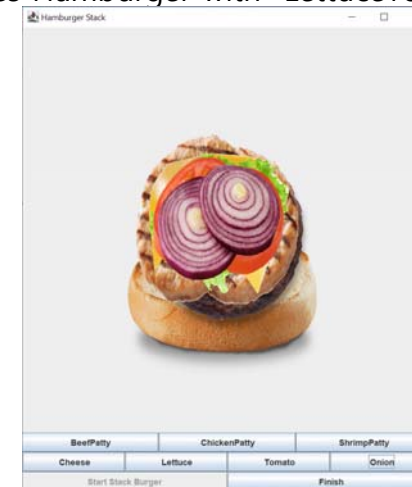 Hamburger Stack
BeefPatty ChickenPatty ShrimpPatty
Cheese Lettuce Tomato Onion
Start Stack Burger Finish